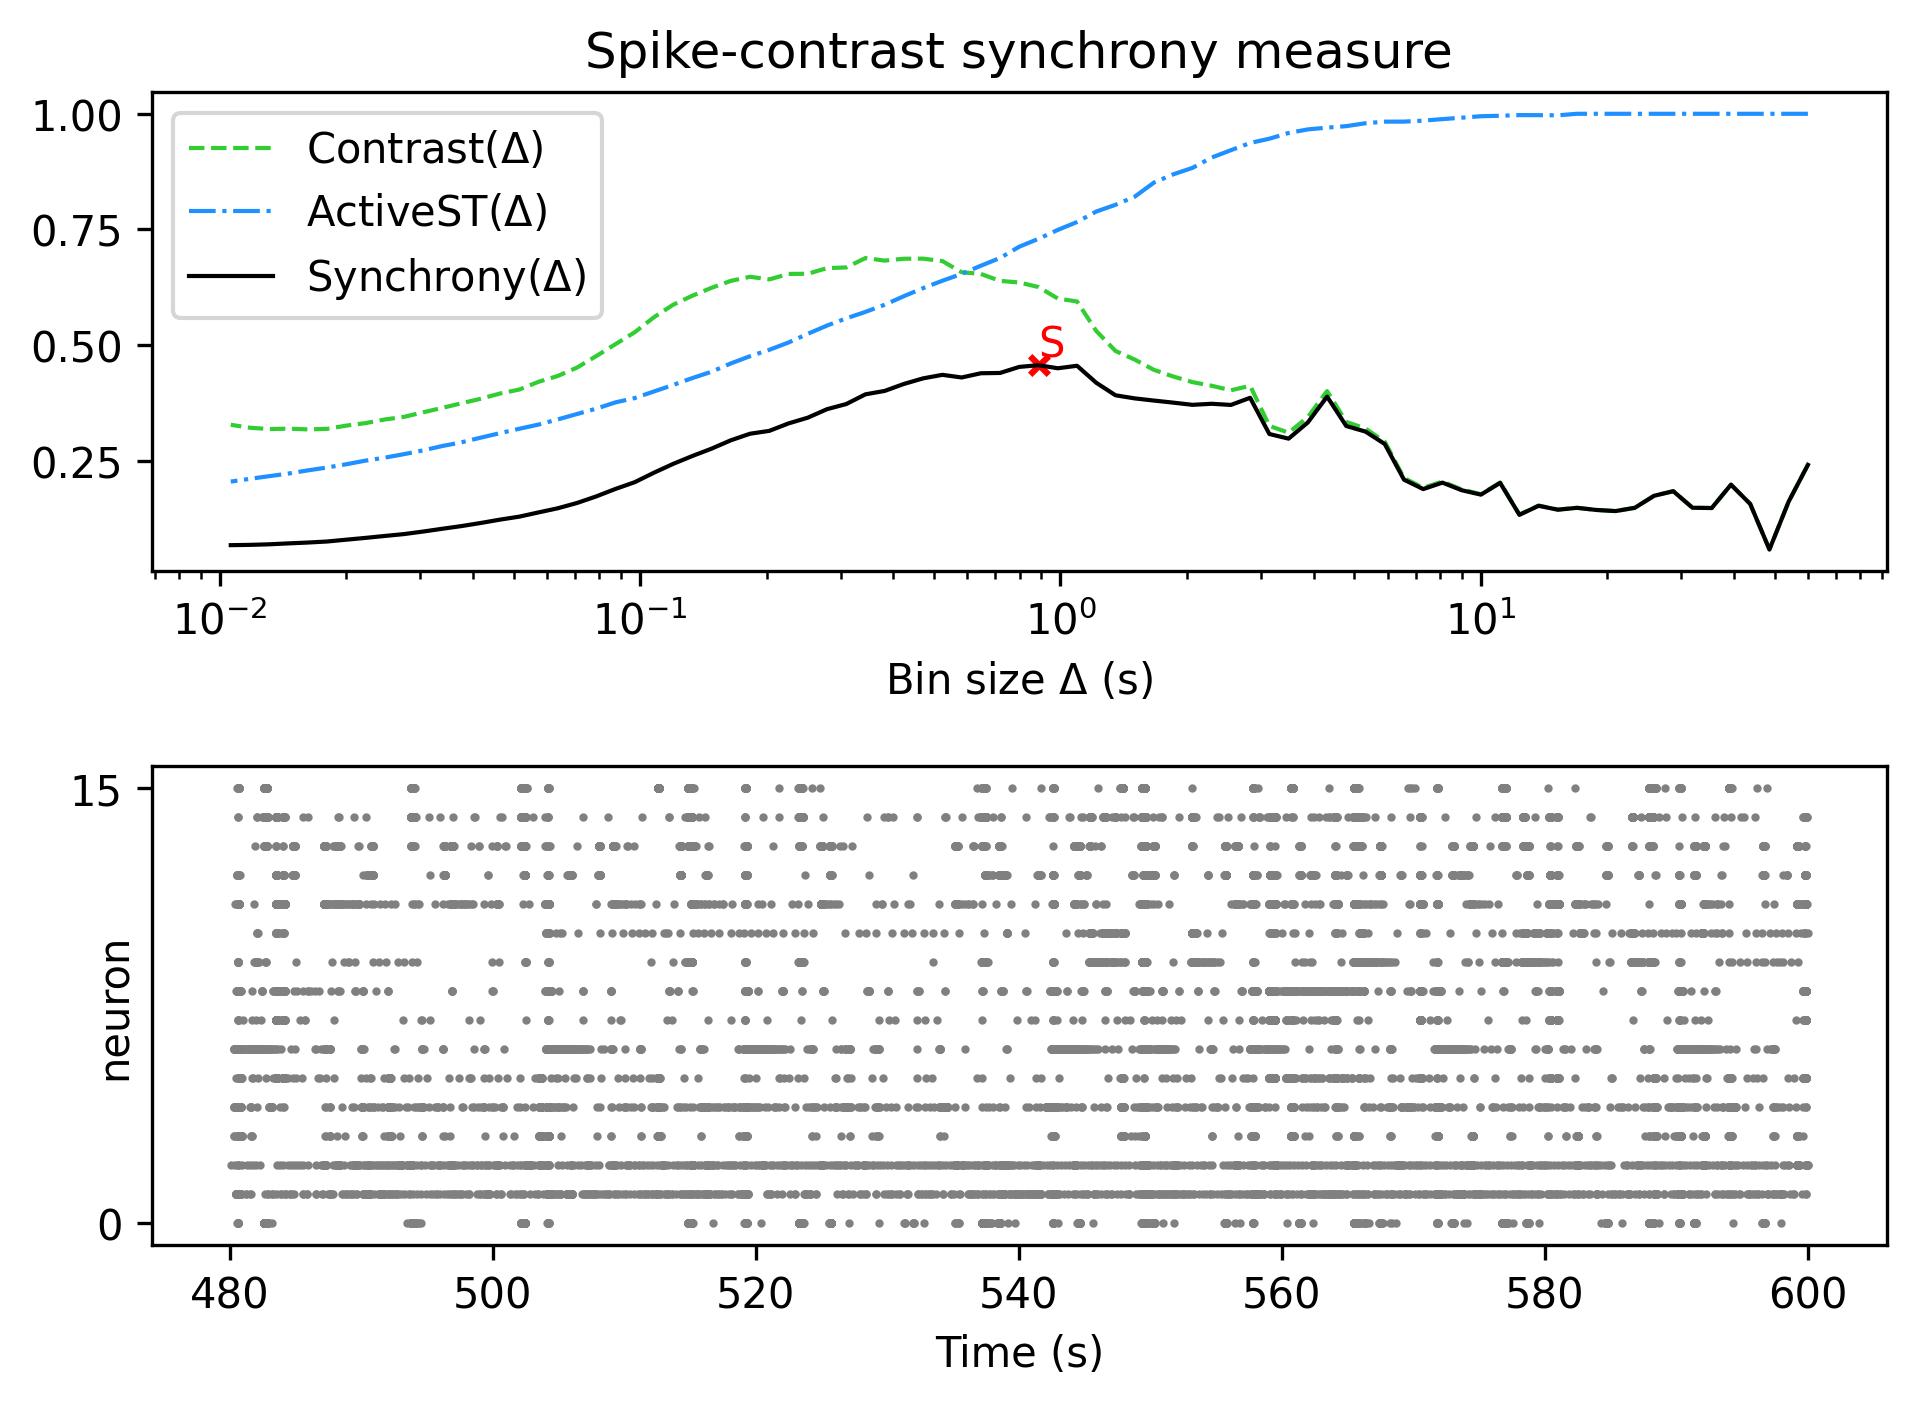 Spike-contrast synchrony measure
1.00
0.75
0.50
0.25
Contrast(Δ)
ActiveST(Δ)
Synchrony(Δ)
S
10⁻² 10⁻¹ 10⁰ 10¹
Bin size Δ (s)
15
neuron
0
480 500 520 540 560 580 600
Time (s)